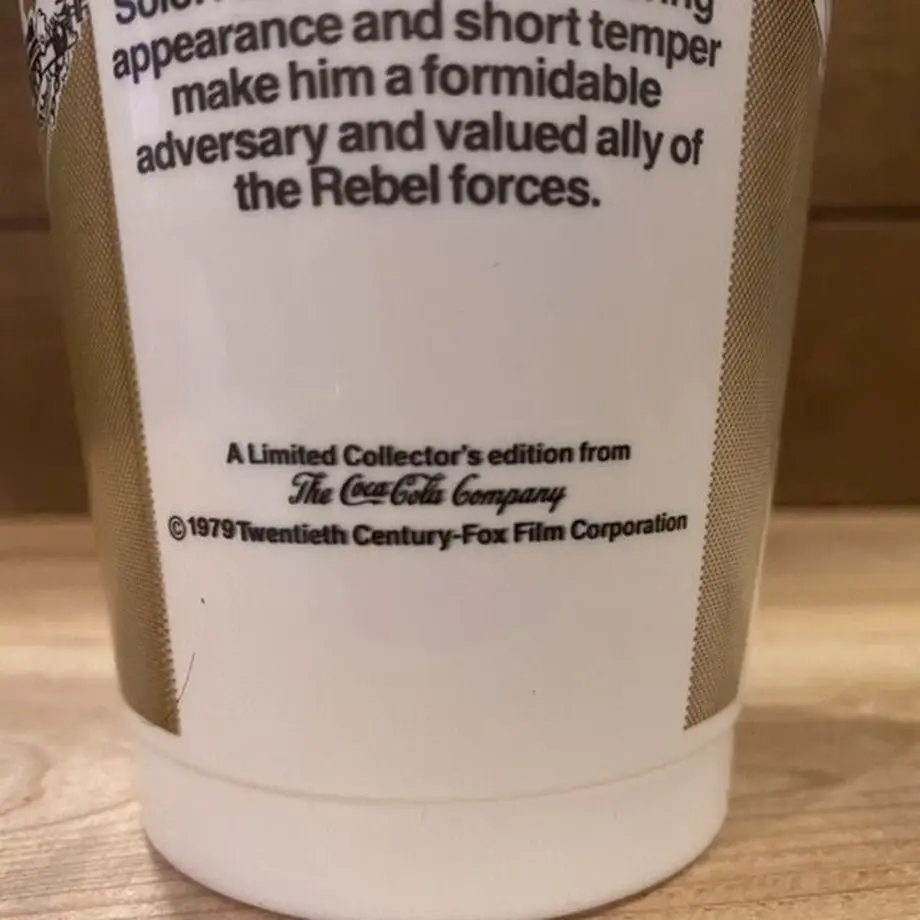 appearance and short temper
make him a formidable
adversary and valued ally of
the Rebel forces.
A Limited Collector's edition from
The Coca-Cola Company
©1979 Twentieth Century-Fox Film Corporation